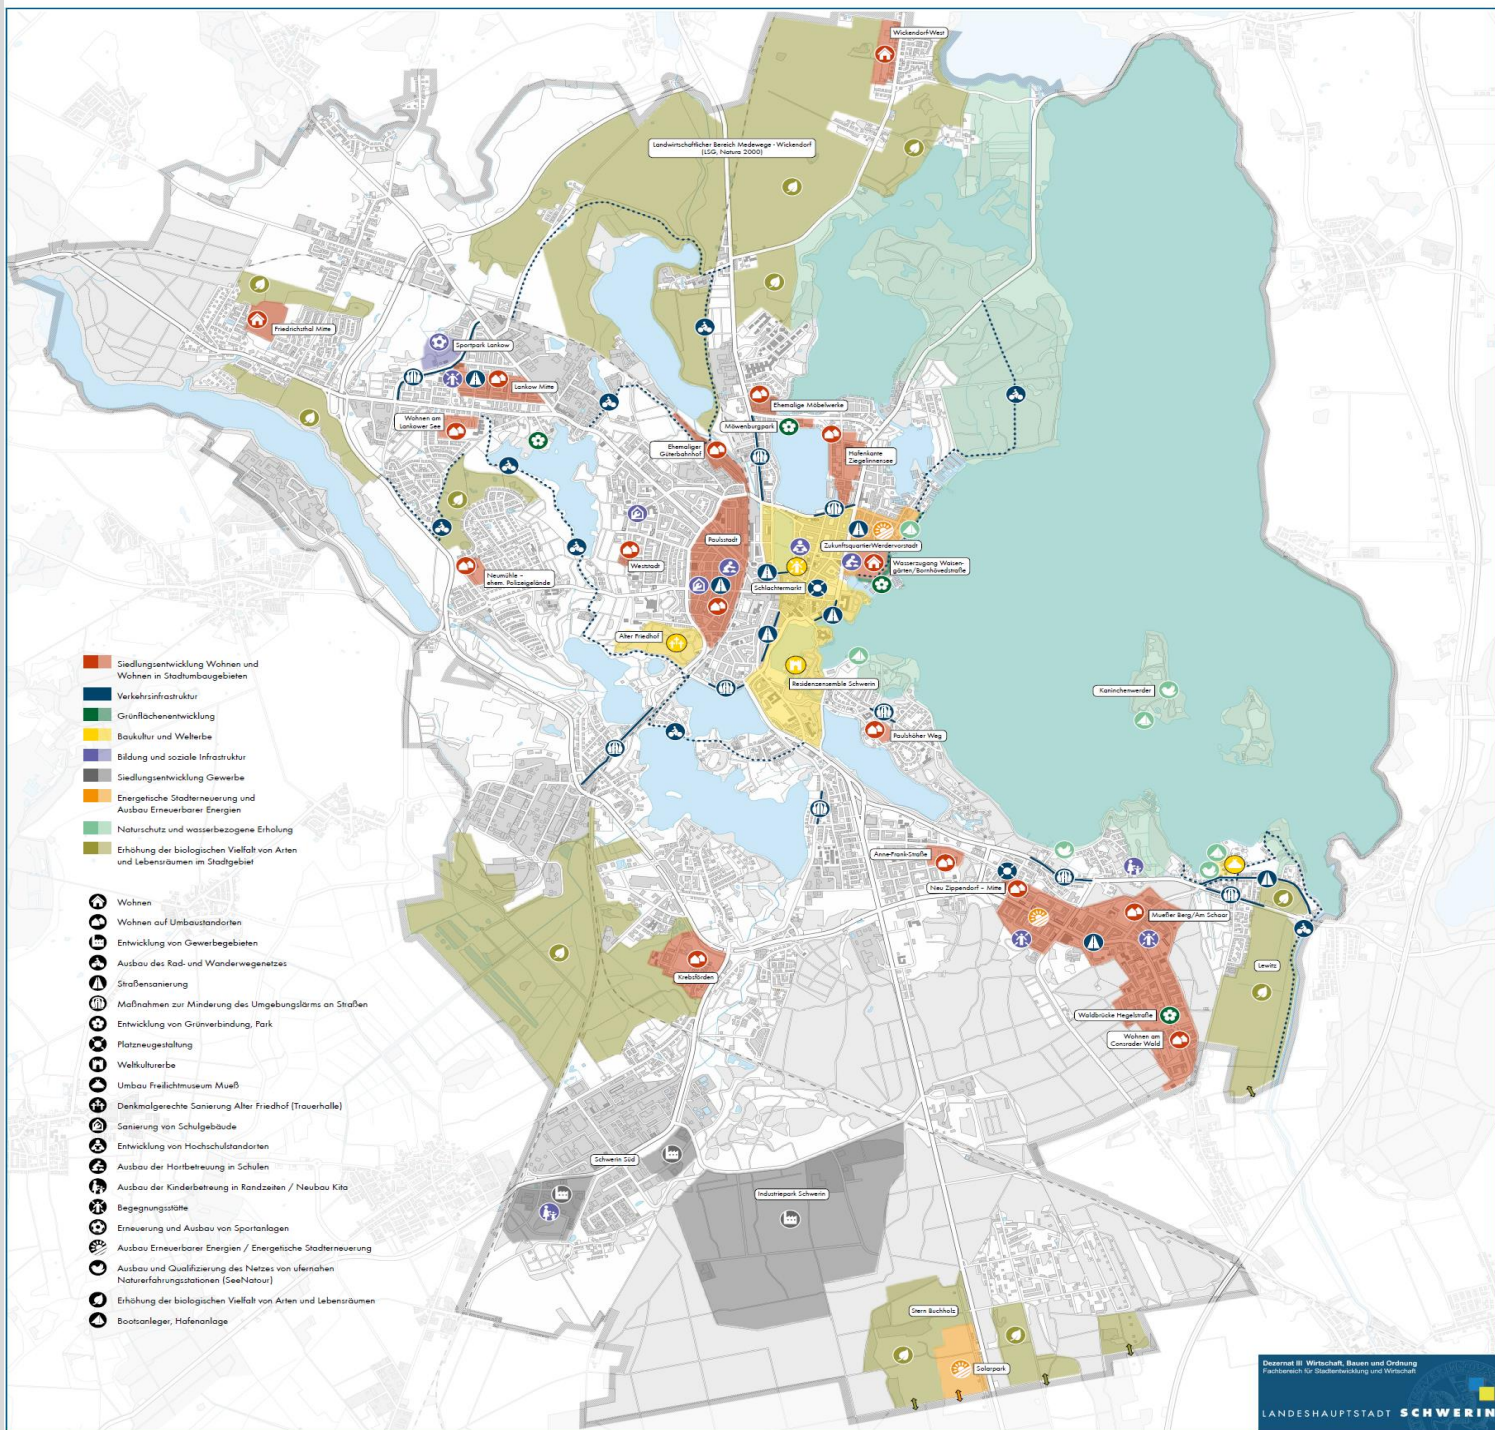 Wickendorf-West
Landwirtschaftlicher Bereich Medewege - Wickendorf
(LSG, Natura 2000)
Friedrichsthal Mitte
Sportpark Lankow
Lankow Mitte
Wohnen am
Lankower See
Ehemalige Möbelwerke
Möwenburgpark
Ehemaliger
Güterbahnhof
Hafenkante
Ziegelinnensee
Paulsstadt
Zukunftsquartier Werdervorstadt
Weststadt
Wasserzugang Waisen-
gärten/Bornhövedstraße
Neumühle –
ehem. Polizeigelände
Schlachtermarkt
Alter Friedhof
Residenzensemble Schwerin
Kaninchenwerder
Paulshöher Weg
Anne-Frank-Straße
Neu Zippendorf – Mitte
Mueßer Berg/Am Schaar
Krebsförden
Lewitz
Waldbrücke Hegelstraße
Wohnen am
Consrader Wald
Schwerin Süd
Industriepark Schwerin
Stern Buchholz
Solarpark
Siedlungsentwicklung Wohnen und
Wohnen in Stadtumbaugebieten
Verkehrsinfrastruktur
Grünflächenentwicklung
Baukultur und Welterbe
Bildung und soziale Infrastruktur
Siedlungsentwicklung Gewerbe
Energetische Stadterneuerung und
Ausbau Erneuerbarer Energien
Naturschutz und wasserbezogene Erholung
Erhöhung der biologischen Vielfalt von Arten
und Lebensräumen im Stadtgebiet
Wohnen
Wohnen auf Umbaustandorten
Entwicklung von Gewerbegebieten
Ausbau des Rad- und Wanderwegenetzes
Straßensanierung
Maßnahmen zur Minderung des Umgebungslärms an Straßen
Entwicklung von Grünverbindung, Park
Platzneugestaltung
Weltkulturerbe
Umbau Freilichtmuseum Mueß
Denkmalgerechte Sanierung Alter Friedhof (Trauerhalle)
Sanierung von Schulgebäude
Entwicklung von Hochschulstandorten
Ausbau der Hortbetreuung in Schulen
Ausbau der Kinderbetreung in Randzeiten / Neubau Kita
Begegnungsstätte
Erneuerung und Ausbau von Sportanlagen
Ausbau Erneuerbarer Energien / Energetische Stadterneuerung
Ausbau und Qualifizierung des Netzes von ufernahen
Naturerfahrungsstationen (SeeNatour)
Erhöhung der biologischen Vielfalt von Arten und Lebensräumen
Bootsanleger, Hafenanlage
Dezernat III Wirtschaft, Bauen und Ordnung
Fachbereich für Stadtentwicklung und Wirtschaft
LANDESHAUPTSTADT SCHWERIN